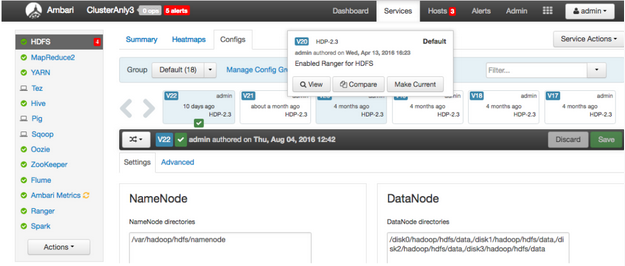 Ambari ClusterAnly3 0 ops 5 alerts Dashboard Services Hosts 3 Alerts Admin admin
HDFS 4
MapReduce2
YARN
Tez
Hive
Pig
Sqoop
Oozie
ZooKeeper
Flume
Ambari Metrics
Ranger
Spark
Actions
Summary Heatmaps Configs
Service Actions
V20 HDP-2.3 Default
admin authored on Wed, Apr 13, 2016 16:23
Enabled Ranger for HDFS
View Compare Make Current
Group Default (18) Manage Config Gro
Filter...
V22 admin
10 days ago
HDP-2.3
V21 admin
about a month ago
HDP-2.3
4 months ago
HDP-2.3
admin
4 months ago
HDP-2.3
V18 admin
4 months ago
HDP-2.3
V17 admin
4 months ago
HDP-2.3
V22 admin authored on Thu, Aug 04, 2016 12:42
Discard Save
Settings Advanced
NameNode
NameNode directories
/var/hadoop/hdfs/namenode
DataNode
DataNode directories
/disk0/hadoop/hdfs/data,/disk1/hadoop/hdfs/data,/di
sk2/hadoop/hdfs/data,/disk3/hadoop/hdfs/data